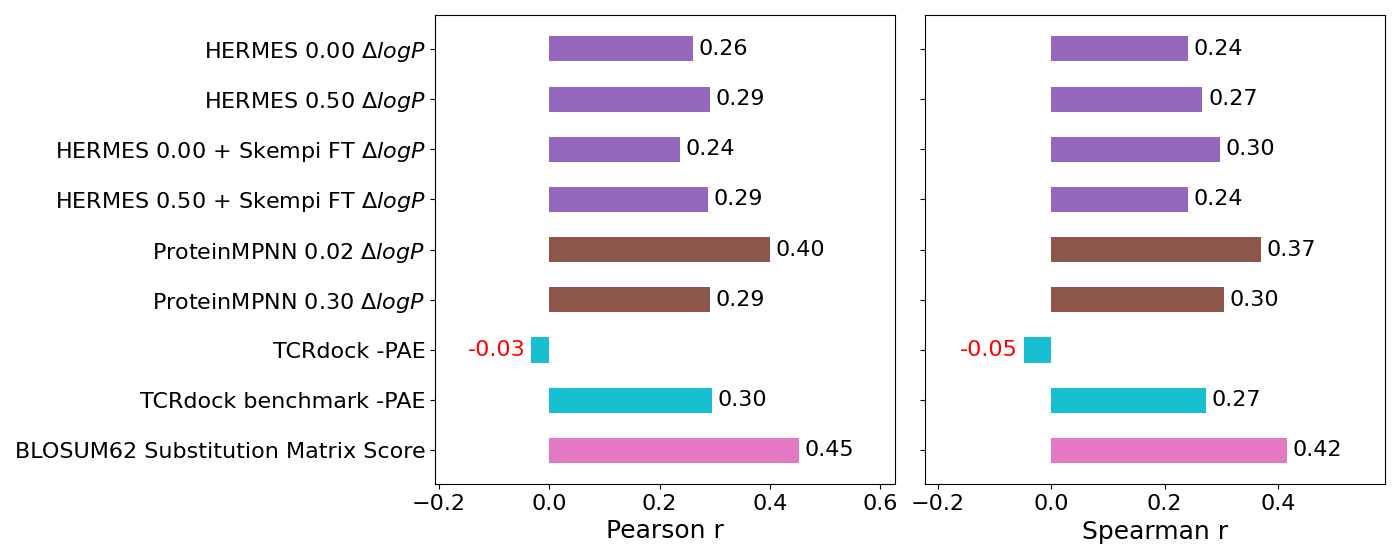 HERMES 0.00 ΔlogP
HERMES 0.50 ΔlogP
HERMES 0.00 + Skempi FT ΔlogP
HERMES 0.50 + Skempi FT ΔlogP
ProteinMPNN 0.02 ΔlogP
ProteinMPNN 0.30 ΔlogP
TCRdock -PAE
TCRdock benchmark -PAE
BLOSUM62 Substitution Matrix Score
0.26
0.29
0.24
0.29
0.40
0.29
-0.03
0.30
0.45
−0.2 0.0 0.2 0.4 0.6
Pearson r
0.24
0.27
0.30
0.24
0.37
0.30
-0.05
0.27
0.42
−0.2 0.0 0.2 0.4
Spearman r